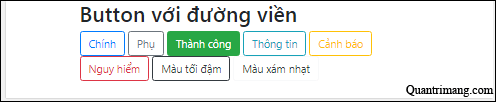 Button với đường viền
Chính Phụ Thành công Thông tin Cảnh báo
Nguy hiểm Màu tối đậm Màu xám nhạt
Quantrimang.com